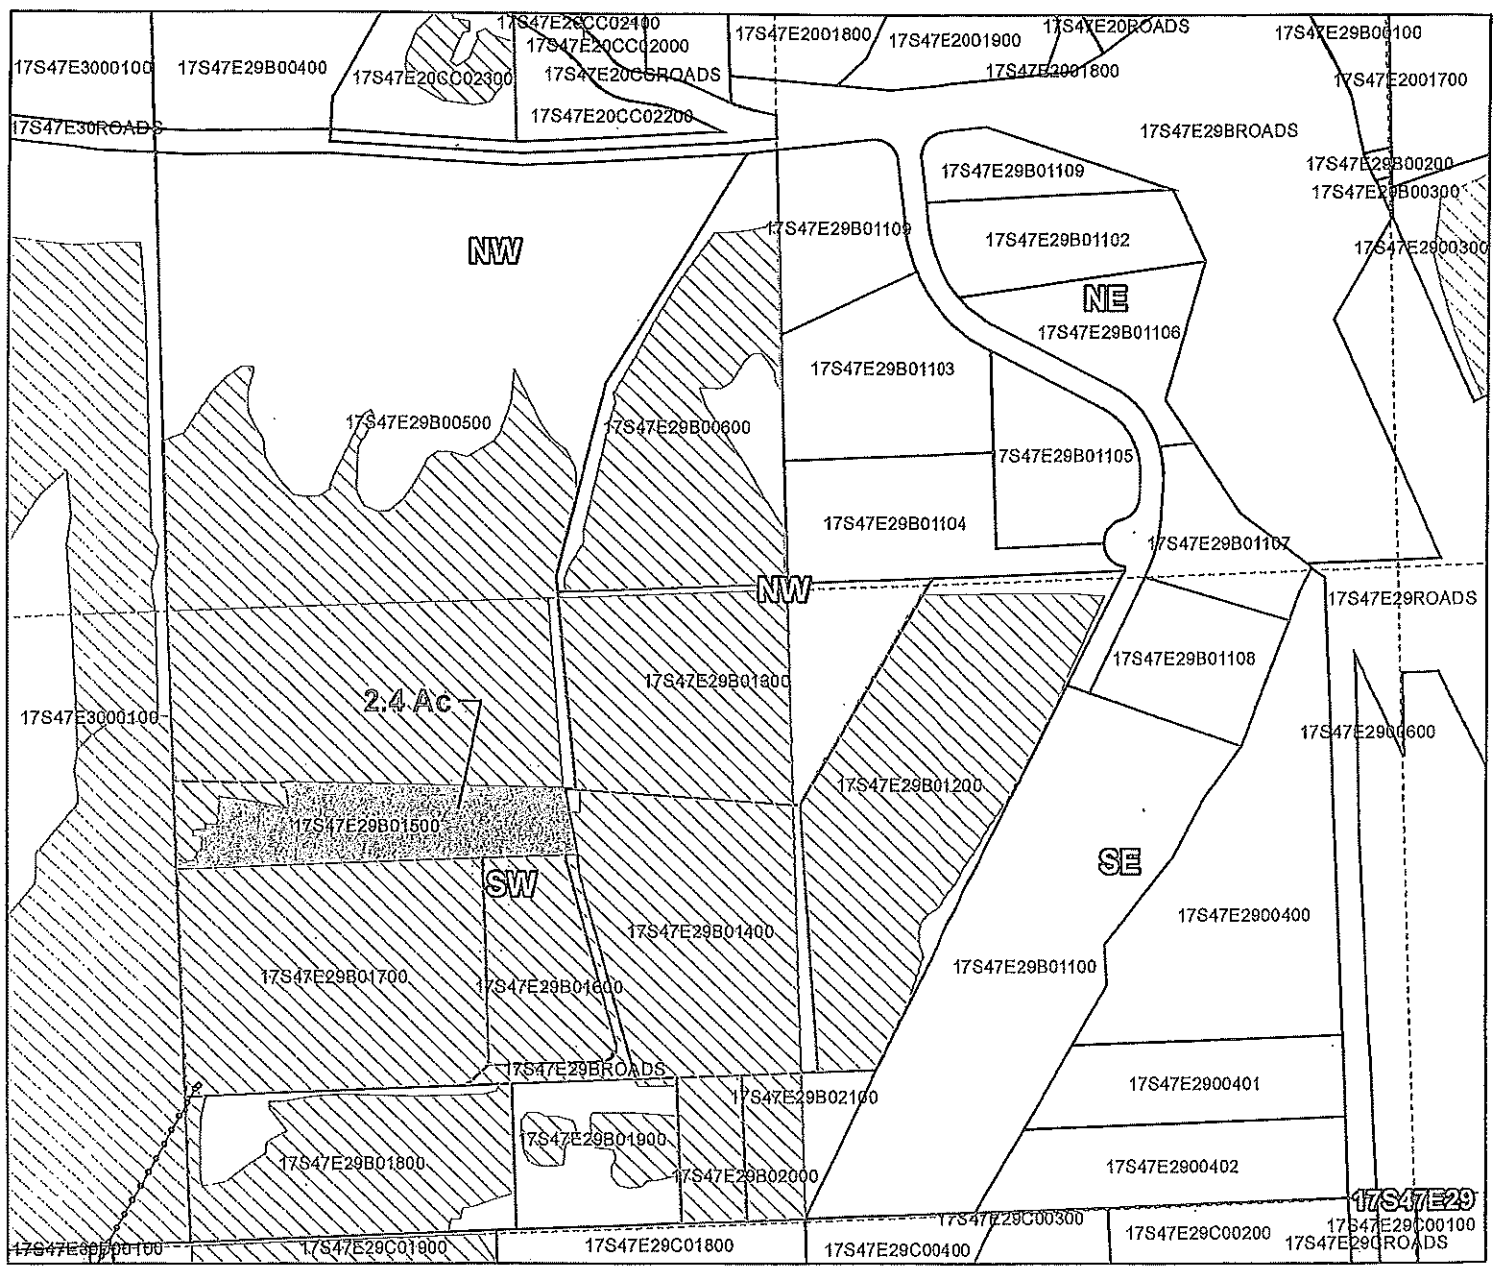 17S47E20CC02100
17S47E20CC02000
17S47E2001800
17S47E2001900
17S47E20ROADS
17S47E29B00100
17S47E3000100
17S47E29B00400
17S47E20CC02300
17S47E20CCROADS
17S47E2001800
17S47E2001700
17S47E30ROADS
17S47E20CC02200
17S47E29BROADS
17S47E29B01109
17S47E29B00200
17S47E29B00300
NW
17S47E29B01109
17S47E29B01102
17S47E2900300
NE
17S47E29B01106
17S47E29B01103
17S47E29B00500
17S47E29B00600
17S47E29B01105
17S47E29B01104
17S47E29B01107
NW
17S47E29ROADS
17S47E29B01300
17S47E29B01108
2.4 Ac
17S47E3000100
17S47E2900600
17S47E29B01200
17S47E29B01500
SW
SE
17S47E29B01400
17S47E2900400
17S47E29B01700
17S47E29B01600
17S47E29B01100
17S47E29BROADS
17S47E29B02100
17S47E2900401
17S47E29B01900
17S47E29B01800
17S47E29B02000
17S47E2900402
17S47E29
17S47E29C00300
17S47E29C00100
17S47E30D00100
17S47E29C01900
17S47E29C01800
17S47E29C00400
17S47E29C00200
17S47E29CROADS